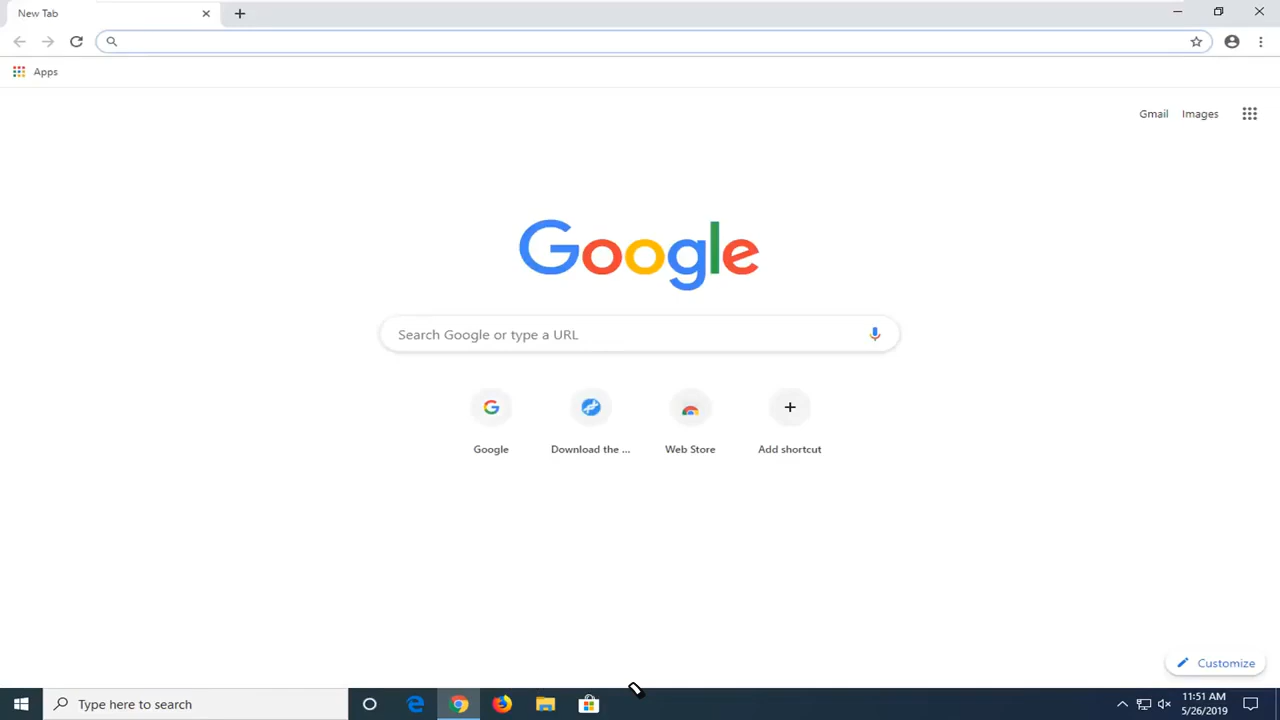 New Tab
Apps
Gmail Images
Google
Search Google or type a URL
Google Download the ... Web Store Add shortcut
Customize
Type here to search
11:51 AM
5/26/2019